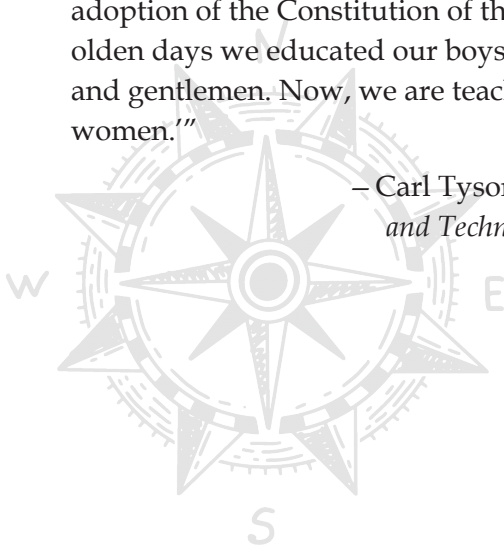 adoption of the Constitution of th
olden days we educated our boys
and gentlemen. Now, we are teac
women.’”
– Carl Tyson
and Techn
N
W
E
S